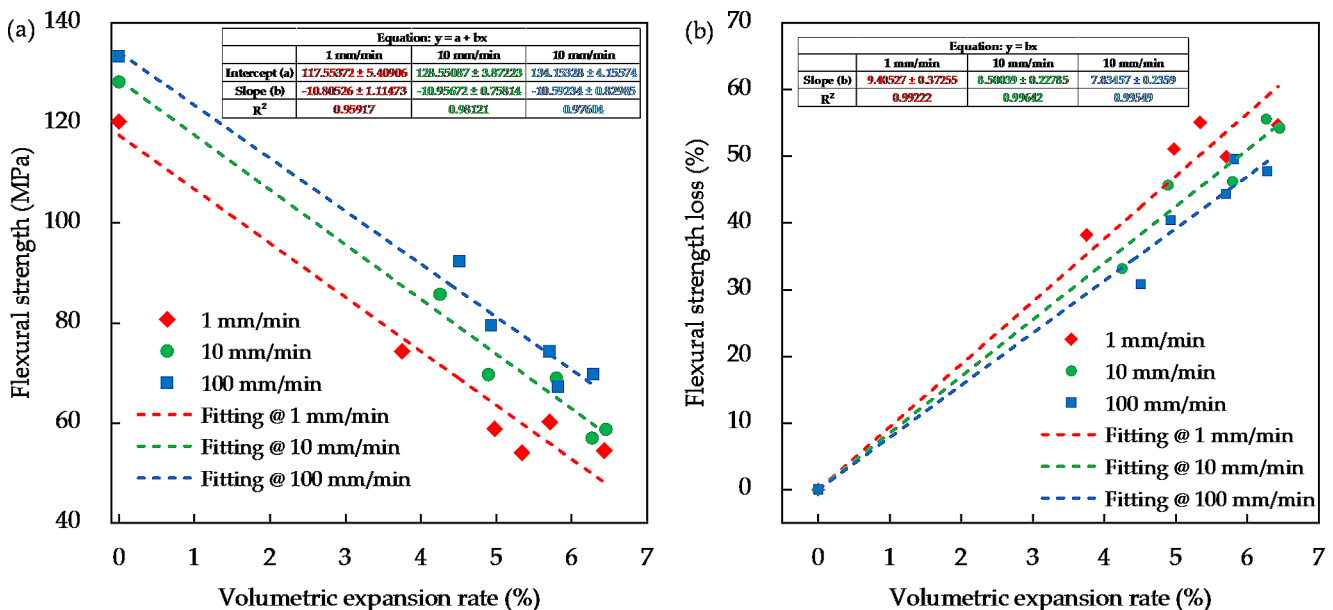 (a)
140
120
100
80
60
40
Flexural strength (MPa)
Equation: y = a + bx
1 mm/min 10 mm/min 10 mm/min
Intercept (a) 117.55372 ± 5.40906 128.55087 ± 3.87223 134.15328 ± 4.15574
Slope (b) -10.80526 ± 1.11473 -10.95672 ± 0.75814 -10.59234 ± 0.82985
R² 0.95917 0.98121 0.97604
1 mm/min
10 mm/min
100 mm/min
Fitting @ 1 mm/min
Fitting @ 10 mm/min
Fitting @ 100 mm/min
0 1 2 3 4 5 6 7
Volumetric expansion rate (%)
(b)
70
60
50
40
30
20
10
0
Flexural strength loss (%)
Equation: y = bx
1 mm/min 10 mm/min 10 mm/min
Slope (b) 9.40527 ± 0.37255 8.50039 ± 0.22785 7.83457 ± 0.2359
R² 0.99222 0.99642 0.99549
1 mm/min
10 mm/min
100 mm/min
Fitting @ 1 mm/min
Fitting @ 10 mm/min
Fitting @ 100 mm/min
0 1 2 3 4 5 6 7
Volumetric expansion rate (%)